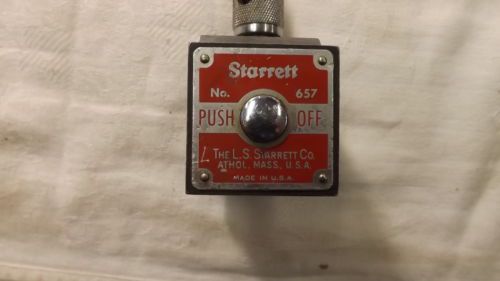 Starrett
No. 657
PUSH OFF
THE L.S. STARRETT CO.
ATHOL, MASS., U.S.A.
MADE IN U.S.A.